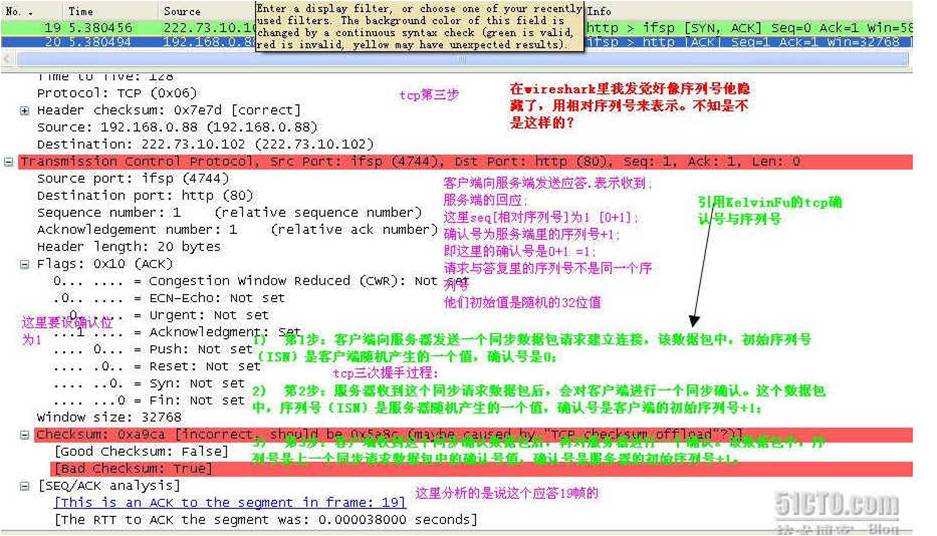 No. . Time Source Info
Enter a display filter, or choose one of your recently
used filters. The background color of this field is
changed by a continuous syntax check (green is valid,
red is invalid, yellow may have unexpected results).
19 5.380456 222.73.10.10 http > ifsp [SYN, ACK] Seq=0 Ack=1 Win=58
20 5.380494 192.168.0.88 ifsp > http [ACK] Seq=1 Ack=1 Win=32768
Time to live: 128
Protocol: TCP (0x06)
tcp第三步
在wireshark里我发觉好像序列号他隐
藏了，用相对序列号来表示。不知是不
是这样的？
Header checksum: 0x7e7d [correct]
Source: 192.168.0.88 (192.168.0.88)
Destination: 222.73.10.102 (222.73.10.102)
Transmission Control Protocol, Src Port: ifsp (4744), Dst Port: http (80), Seq: 1, Ack: 1, Len: 0
Source port: ifsp (4744)
Destination port: http (80)
Sequence number: 1 (relative sequence number)
Acknowledgement number: 1 (relative ack number)
Header length: 20 bytes
客户端向服务端发送应答.表示收到;
服务端的回应;
这里seq[相对序列号]为1 [0+1];
确认号为服务端里的序列号+1;
即这里的确认号是0+1 =1;
请求与答复里的序列号不是同一个序
列号
他们初始值是随机的32位值
引用KelvinFu的tcp确
认号与序列号
Flags: 0x10 (ACK)
0... .... = Congestion Window Reduced (CWR): Not set
.0.. .... = ECN-Echo: Not set
..0. .... = Urgent: Not set
...1 .... = Acknowledgment: Set
.... 0... = Push: Not set
.... .0.. = Reset: Not set
.... ..0. = Syn: Not set
.... ...0 = Fin: Not set
这里要设确认位
为1
1） 第1步：客户端向服务器发送一个同步数据包请求建立连接，该数据包中，初始序列号
（ISN）是客户端随机产生的一个值，确认号是0;
tcp三次握手过程:
2） 第2步：服务器收到这个同步请求数据包后，会对客户端进行一个同步确认。这个数据包
中，序列号（ISN）是服务器随机产生的一个值，确认号是客户端的初始序列号+1;
Window size: 32768
Checksum: 0xa9ca [incorrect, should be 0x5e8c (maybe caused by "TCP checksum offload"?)]
3） 第3步：客户端收到这个同步确认数据包后，再对服务器进行一个确认。该数据包中，序
列号是上一个同步请求数据包中的确认号值，确认号是服务器的初始序列号+1。
[Good Checksum: False]
[Bad Checksum: True]
[SEQ/ACK analysis]
[This is an ACK to the segment in frame: 19]
[The RTT to ACK the segment was: 0.000038000 seconds]
这里分析的是说这个应答19帧的
51CTO.com
技术博客 Blog